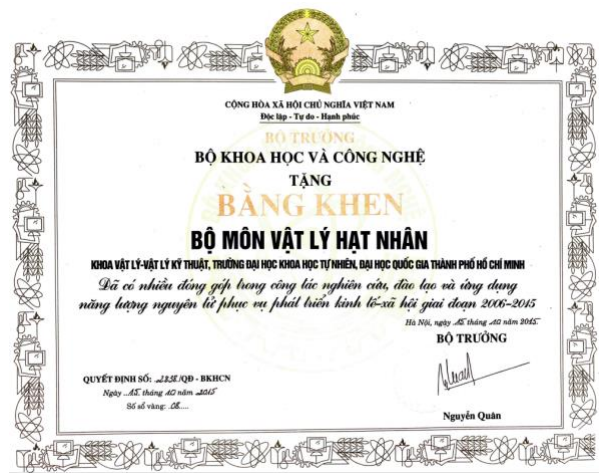 CỘNG HÒA XÃ HỘI CHỦ NGHĨA VIỆT NAM
Độc lập - Tự do - Hạnh phúc
BỘ TRƯỞNG
BỘ KHOA HỌC VÀ CÔNG NGHỆ
TẶNG
BẰNG KHEN
BỘ MÔN VẬT LÝ HẠT NHÂN
KHOA VẬT LÝ-VẬT LÝ KỸ THUẬT, TRƯỜNG ĐẠI HỌC KHOA HỌC TỰ NHIÊN, ĐẠI HỌC QUỐC GIA THÀNH PHỐ HỒ CHÍ MINH
Đã có nhiều đóng góp trong công tác nghiên cứu, đào tạo và ứng dụng
năng lượng nguyên tử phục vụ phát triển kinh tế-xã hội giai đoạn 2006-2015
Hà Nội, ngày 15 tháng 10 năm 2015
BỘ TRƯỞNG
QUYẾT ĐỊNH SỐ: /QĐ - BKHCN
Ngày 15 tháng 10 năm 2015
Số sổ vàng: 08
Nguyễn Quân